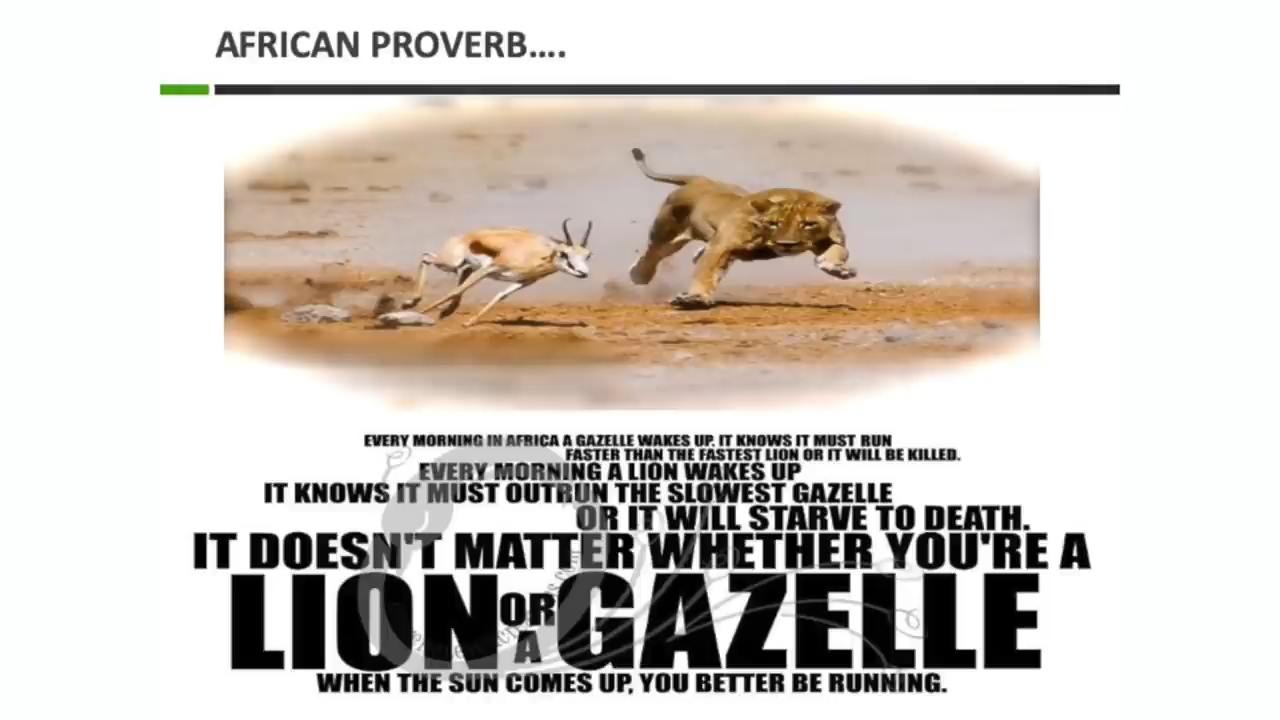 AFRICAN PROVERB....
EVERY MORNING IN AFRICA A GAZELLE WAKES UP. IT KNOWS IT MUST RUN
FASTER THAN THE FASTEST LION OR IT WILL BE KILLED.
EVERY MORNING A LION WAKES UP
IT KNOWS IT MUST OUTRUN THE SLOWEST GAZELLE
OR IT WILL STARVE TO DEATH.
IT DOESN'T MATTER WHETHER YOU'RE A
LION OR A GAZELLE
WHEN THE SUN COMES UP, YOU BETTER BE RUNNING.